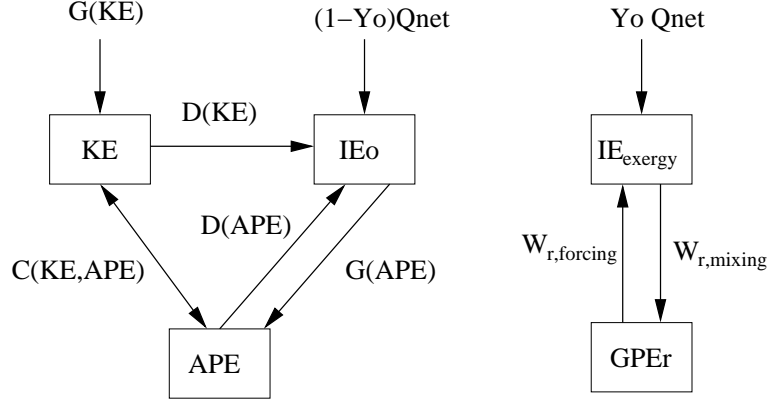 G(KE)
(1−Yo)Qnet
Yo Qnet
D(KE)
KE
IEo
IEexergy
D(APE)
C(KE,APE)
G(APE)
Wr,forcing
Wr,mixing
APE
GPEr